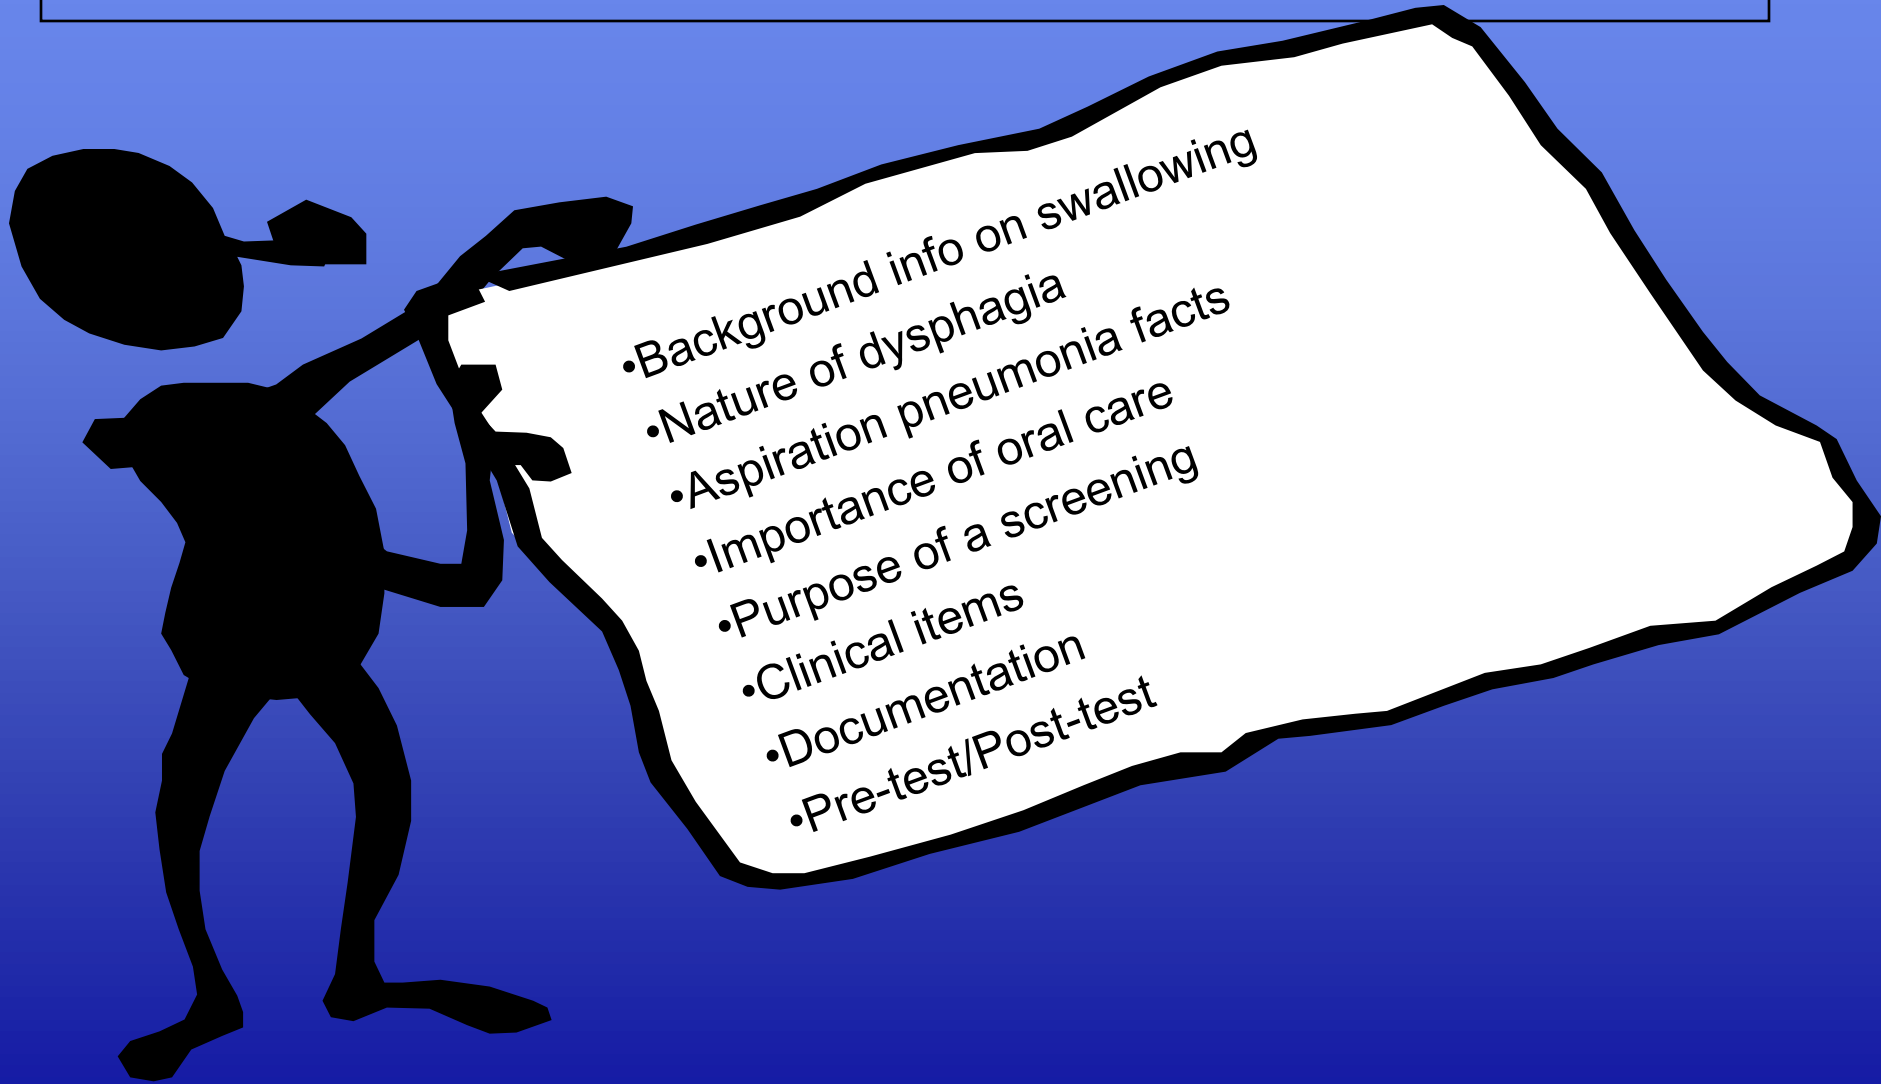 •Background info on swallowing
•Nature of dysphagia
•Aspiration pneumonia facts
•Importance of oral care
•Purpose of a screening
•Clinical items
•Documentation
•Pre-test/Post-test